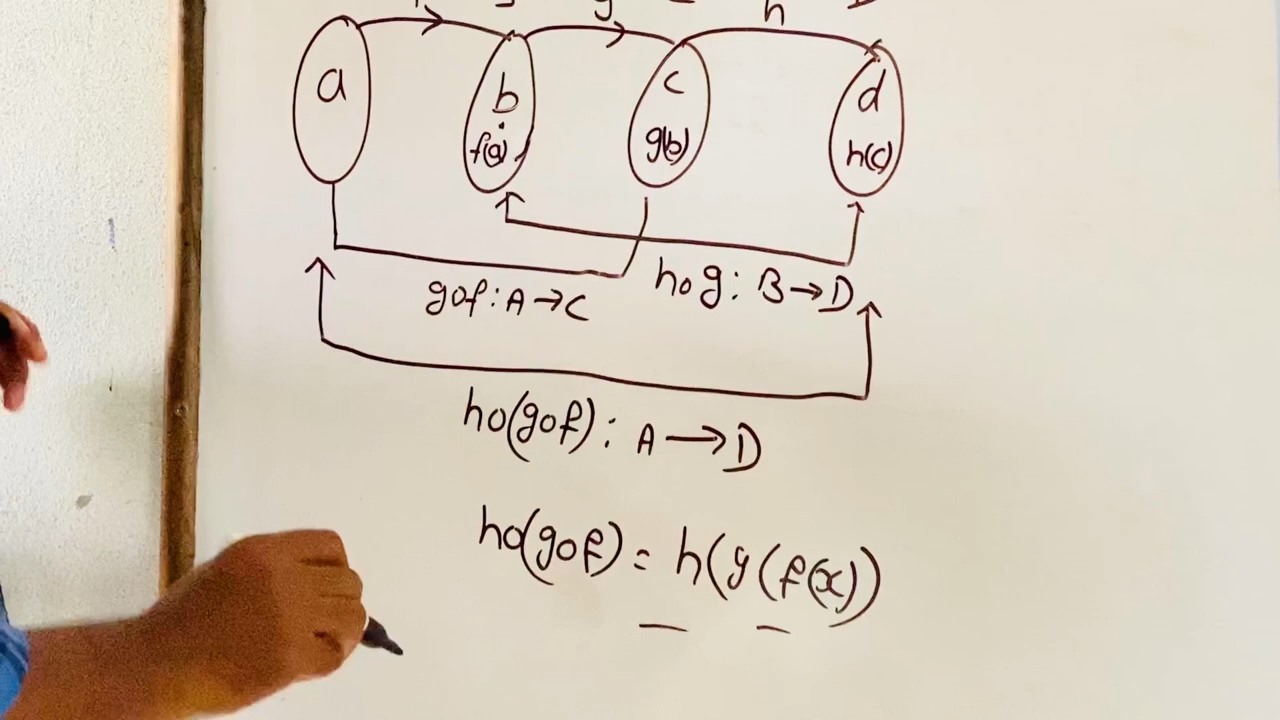 h
a b c d
f(a) g(b) h(c)
hog: B→D
gof: A→C
ho(gof): A→D
ho(gof) = h(g(f(x))